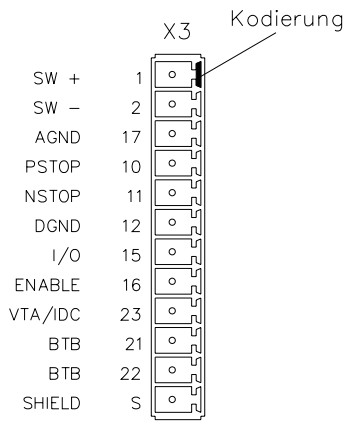 Kodierung
X3
SW + 1
SW - 2
AGND 17
PSTOP 10
NSTOP 11
DGND 12
I/O 15
ENABLE 16
VTA/IDC 23
BTB 21
BTB 22
SHIELD S